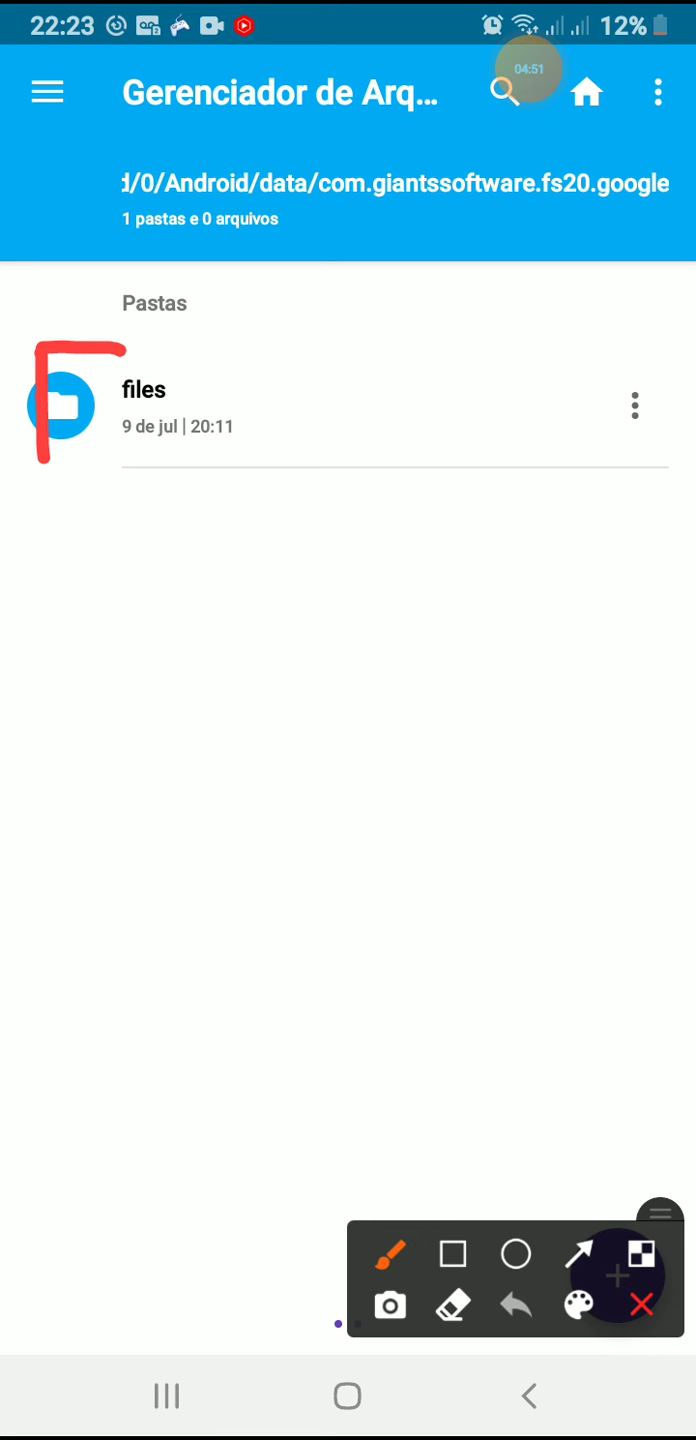 22:23 12%
04:51
Gerenciador de Arq...
d/0/Android/data/com.giantssoftware.fs20.google
1 pastas e 0 arquivos
Pastas
files
9 de jul | 20:11